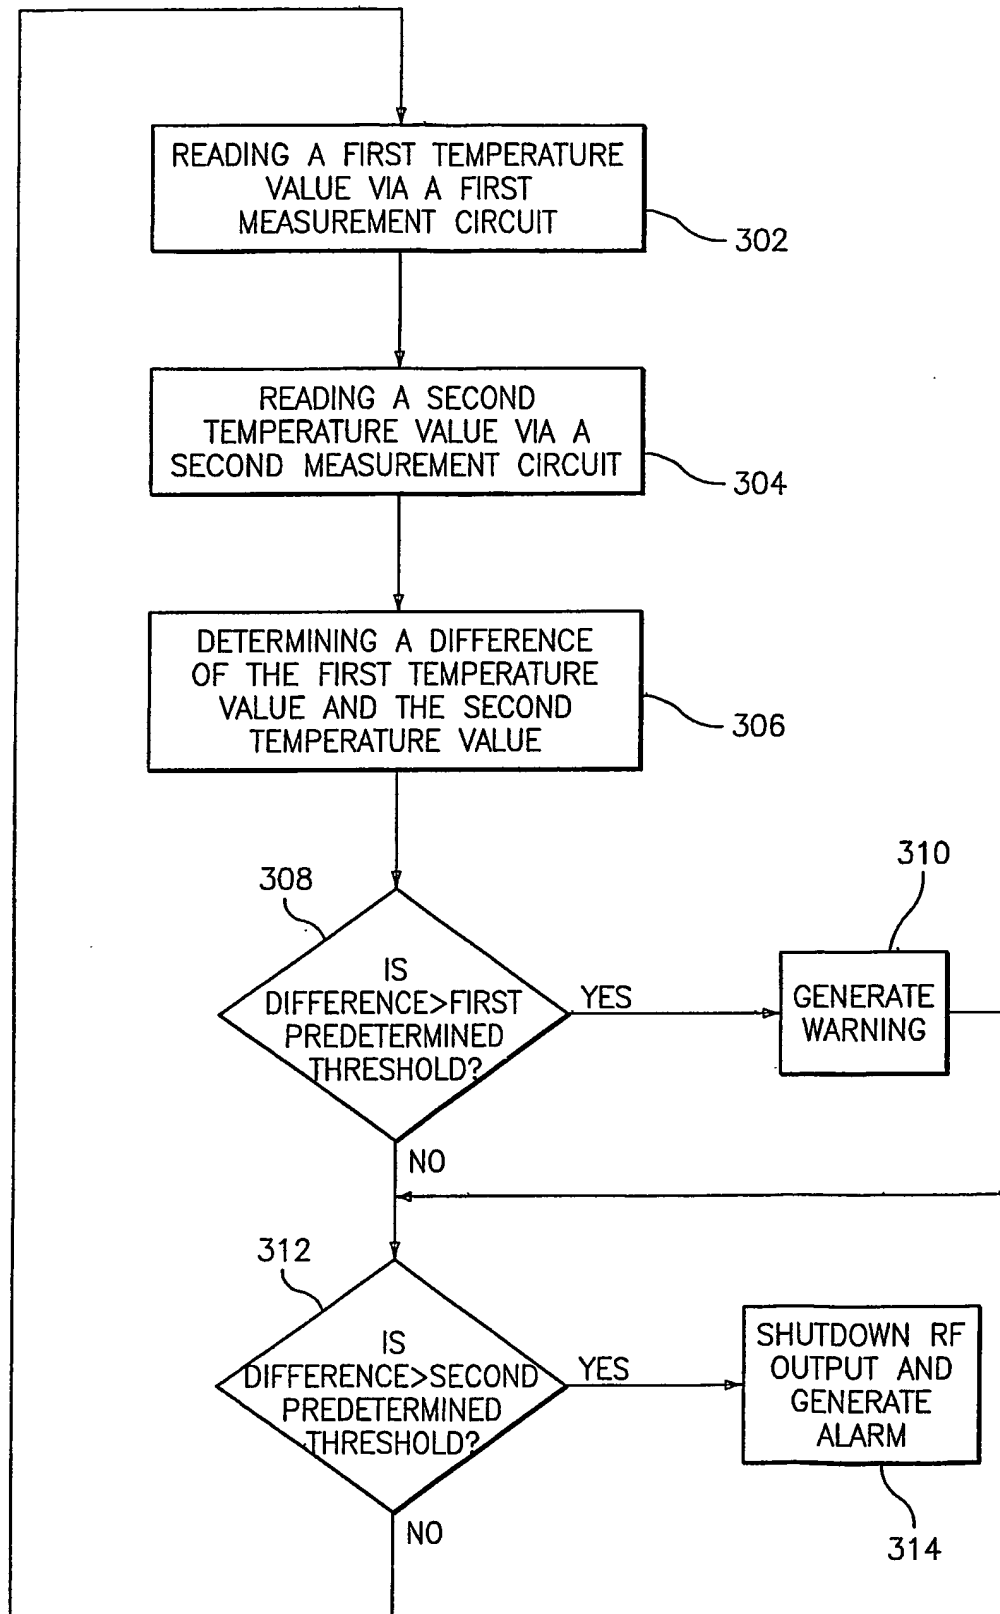 READING A FIRST TEMPERATURE
VALUE VIA A FIRST
MEASUREMENT CIRCUIT
302
READING A SECOND
TEMPERATURE VALUE VIA A
SECOND MEASUREMENT CIRCUIT
304
DETERMINING A DIFFERENCE
OF THE FIRST TEMPERATURE
VALUE AND THE SECOND
TEMPERATURE VALUE
306
308
IS
DIFFERENCE>FIRST
PREDETERMINED
THRESHOLD?
YES
310
GENERATE
WARNING
NO
312
IS
DIFFERENCE>SECOND
PREDETERMINED
THRESHOLD?
YES
SHUTDOWN RF
OUTPUT AND
GENERATE
ALARM
314
NO